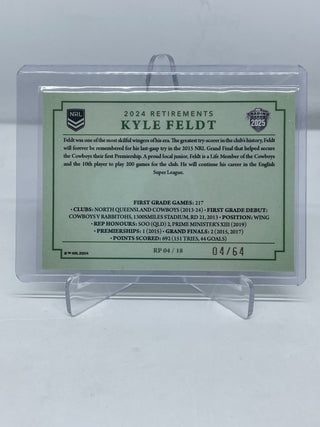 NRL
2025
2024 RETIREMENTS
KYLE FELDT
Feldt was one of the most skilful wingers of his era. The greatest try-scorer in the club's history, Feldt
will forever be remembered for his last-gasp try in the 2015 NRL Grand Final that helped secure
the Cowboys their first Premiership. A proud focal junior, Feldt is a Life Member of the Cowboys
and the 10th player to play 200 games for the club. He will continue his career in the English
Super League.
FIRST GRADE GAMES: 217
• CLUBS: NORTH QUEENSLAND COWBOYS (2013-24) • FIRST GRADE DEBUT:
COWBOYS V RABBITOHS, 1300SMILES STADIUM, RD 21, 2013 • POSITION: WING
• REP HONOURS: SOO (QLD) 2, PRIME MINISTER'S XIII (2019)
• PREMIERSHIPS: 1 (2015) • GRAND FINALS: 2 (2015, 2017)
• POINTS SCORED: 692 (151 TRIES, 44 GOALS)
© ™ NRL 2024
RP 04 / 18
04/64